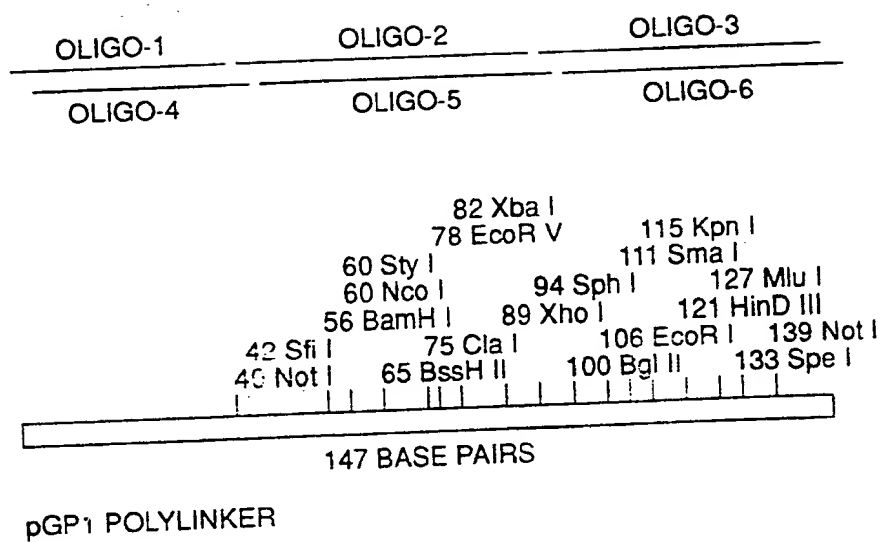 OLIGO-1
OLIGO-2
OLIGO-3
OLIGO-4
OLIGO-5
OLIGO-6
82 Xba I
78 EcoR V
115 Kpn I
111 Sma I
60 Sty I
60 Nco I
94 Sph I
127 Mlu I
56 BamH I
89 Xho I
121 HinD III
42 Sfi I
75 Cla I
106 EcoR I
139 Not I
40 Not I
65 BssH II
100 Bgl II
133 Spe I
147 BASE PAIRS
pGP1 POLYLINKER